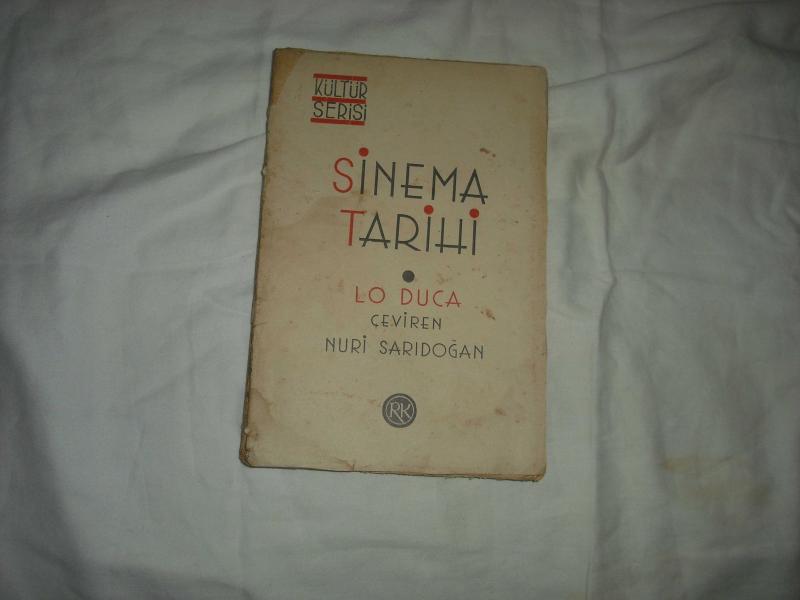 KÜLTÜR
SERİSİ
SİNEMA
TARİHİ
LO DUCA
ÇEVİREN
NURİ SARIDOĞAN
RK